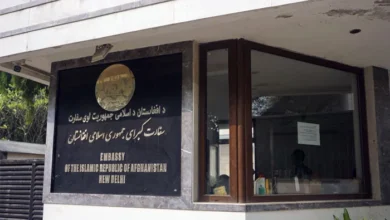 د افغانستان د اسلامي جمهوریت لوی سفارت
سفارت کبرای جمهوری اسلامی افغانستان
EMBASSY
OF THE ISLAMIC REPUBLIC OF AFGHANISTAN
NEW DELHI